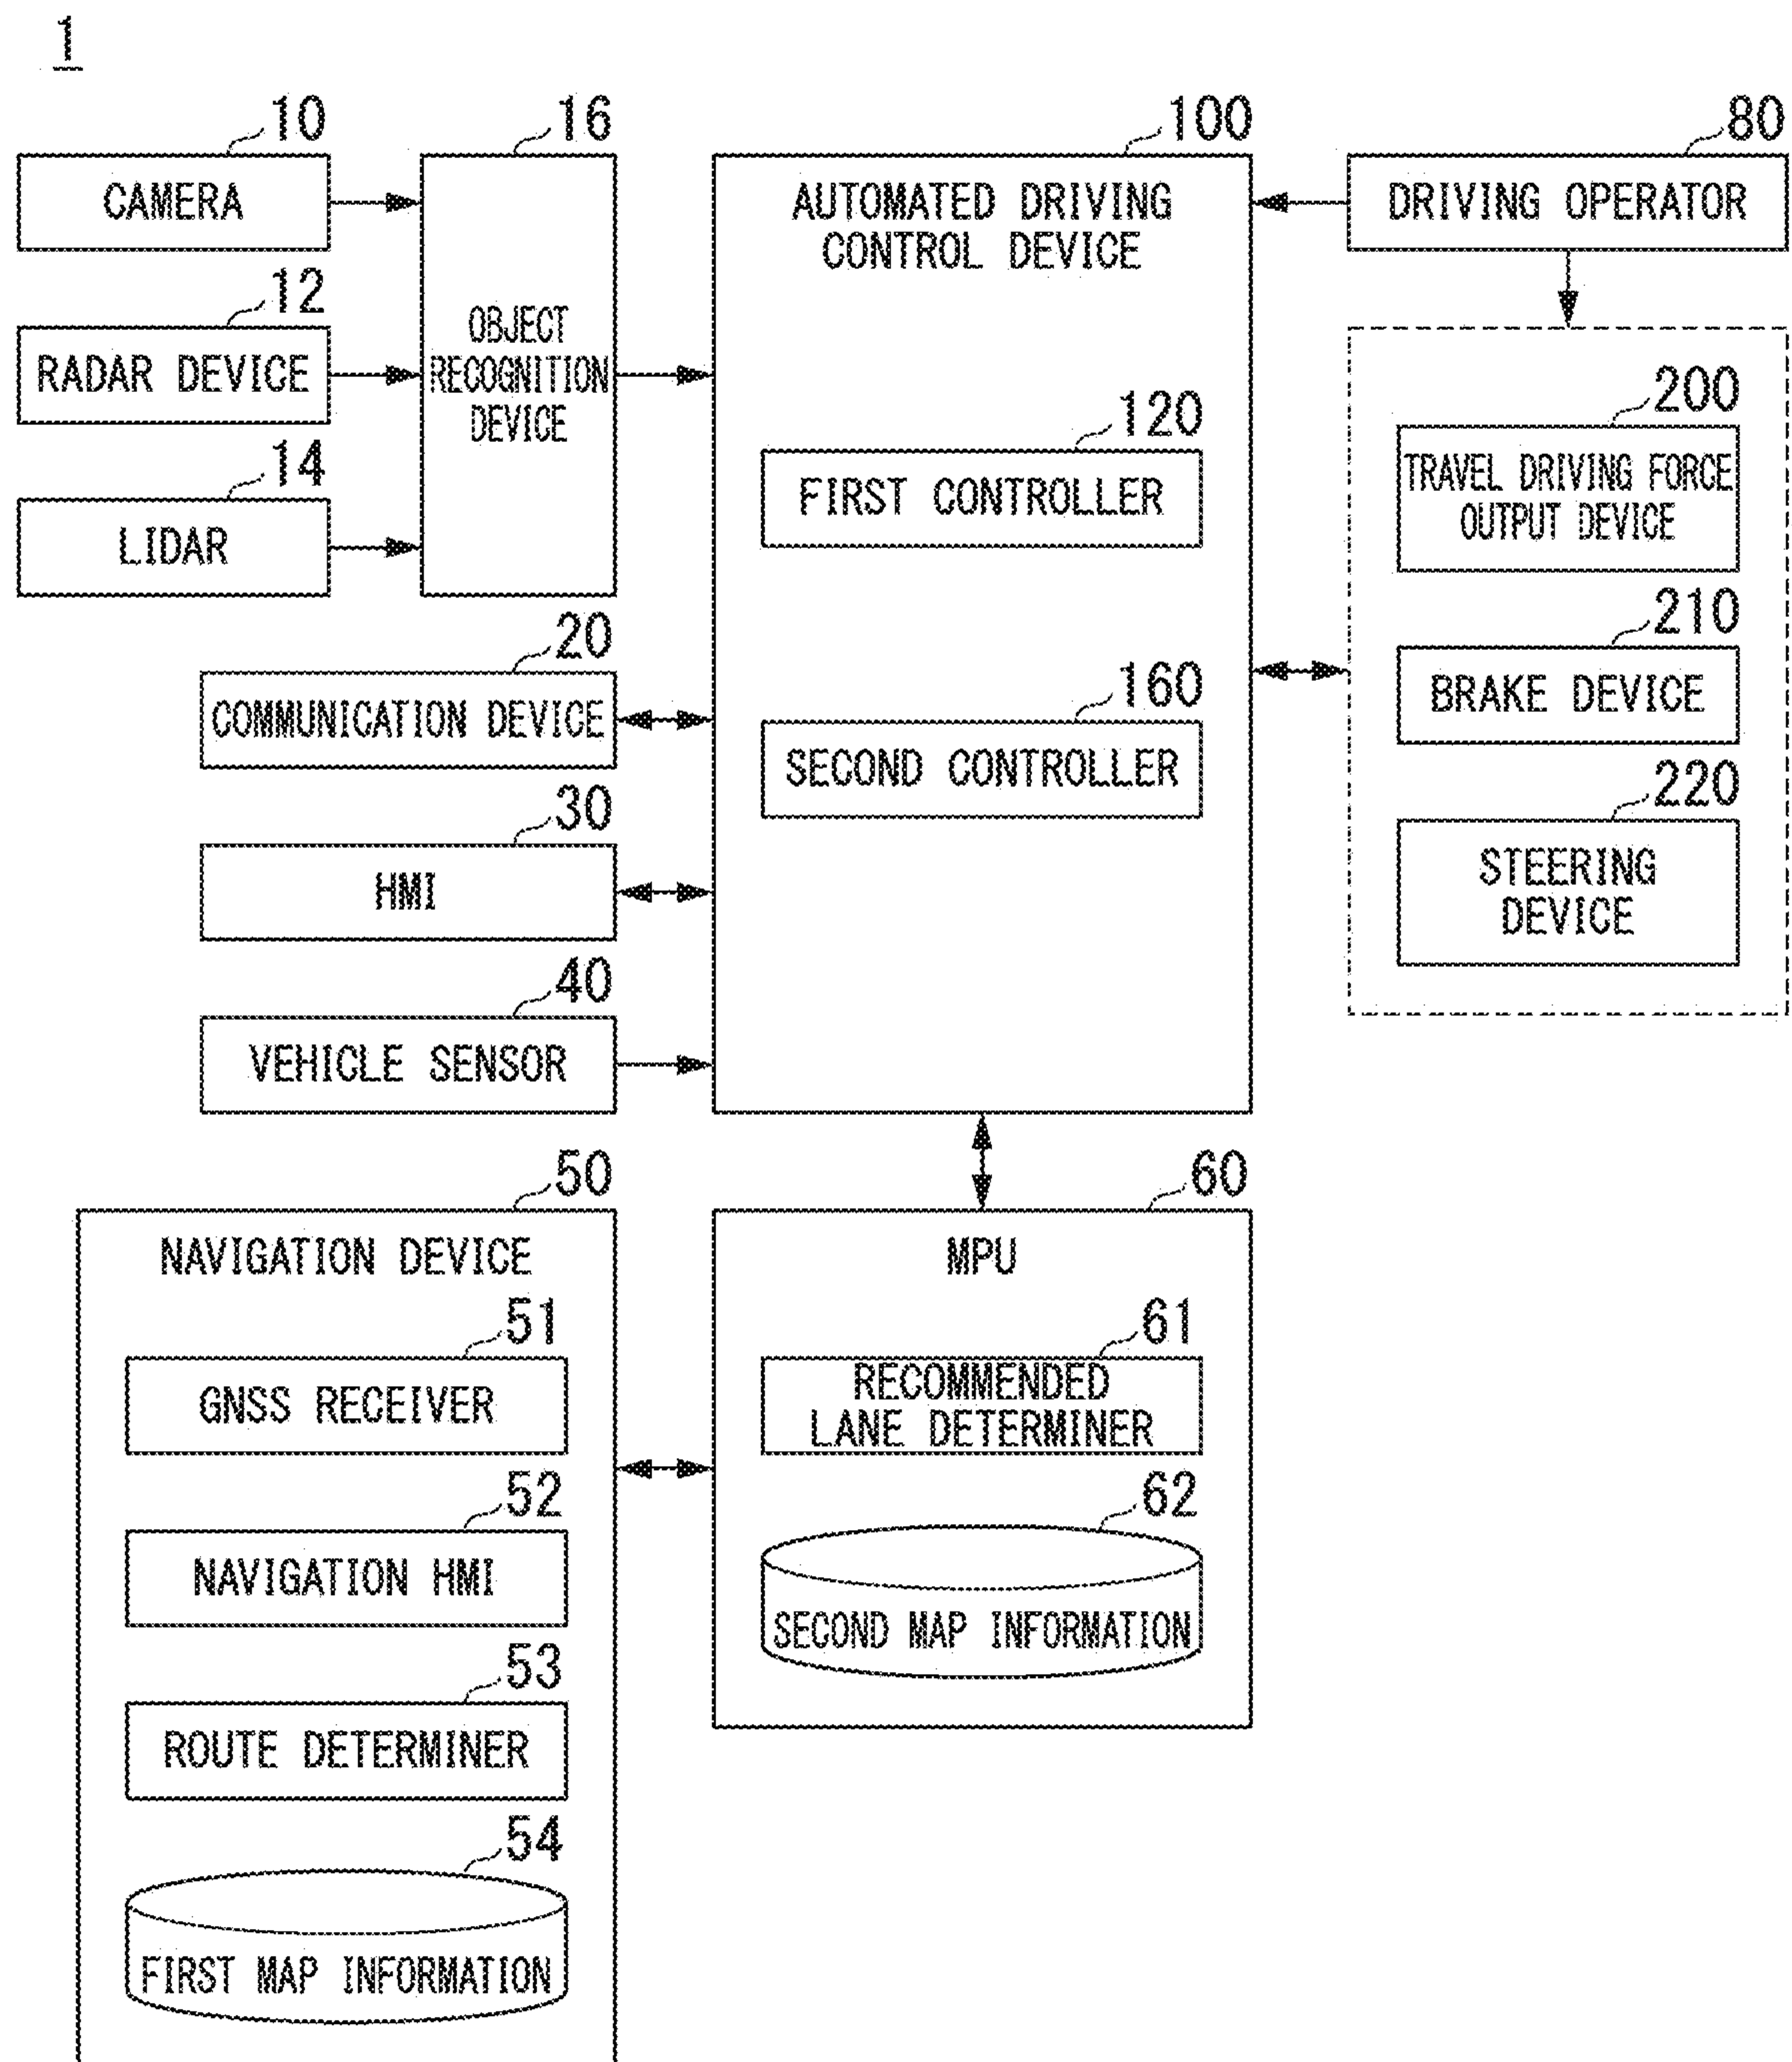 1
10
CAMERA
12
RADAR DEVICE
14
LIDAR
16
OBJECT
RECOGNITION
DEVICE
20
COMMUNICATION DEVICE
30
HMI
40
VEHICLE SENSOR
100
AUTOMATED DRIVING
CONTROL DEVICE
120
FIRST CONTROLLER
160
SECOND CONTROLLER
80
DRIVING OPERATOR
200
TRAVEL DRIVING FORCE
OUTPUT DEVICE
210
BRAKE DEVICE
220
STEERING
DEVICE
50
NAVIGATION DEVICE
51
GNSS RECEIVER
52
NAVIGATION HMI
53
ROUTE DETERMINER
54
FIRST MAP INFORMATION
60
MPU
61
RECOMMENDED
LANE DETERMINER
62
SECOND MAP INFORMATION